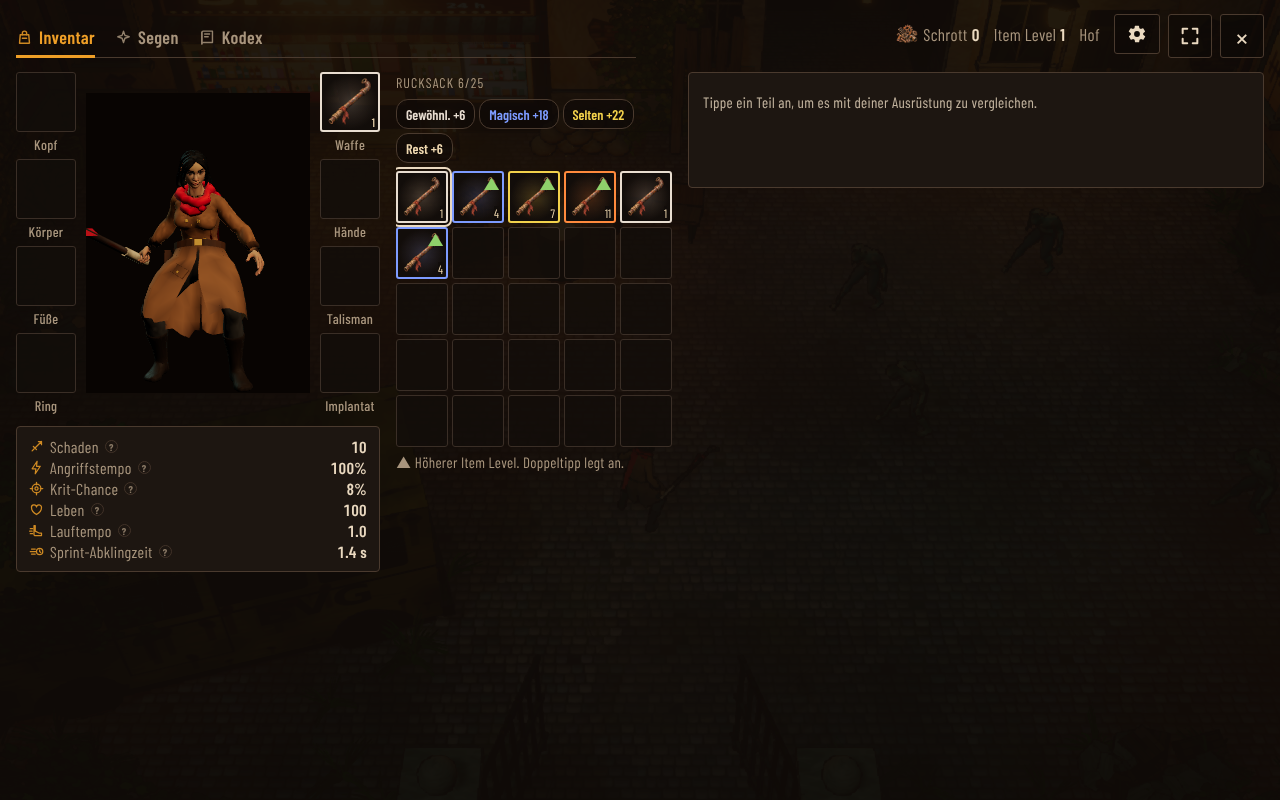 Inventar Segen Kodex
Schrott 0 Item Level 1 Hof
Kopf
Körper
Füße
Ring
1
Waffe
Hände
Talisman
Implantat
Schaden ? 10
Angriffstempo ? 100%
Krit-Chance ? 8%
Leben ? 100
Lauftempo ? 1.0
Sprint-Abklingzeit ? 1.4 s
RUCKSACK 6/25
Gewöhnl. +6 Magisch +18 Selten +22
Rest +6
1 4 7 11 1
4
Höherer Item Level. Doppeltipp legt an.
Tippe ein Teil an, um es mit deiner Ausrüstung zu vergleichen.